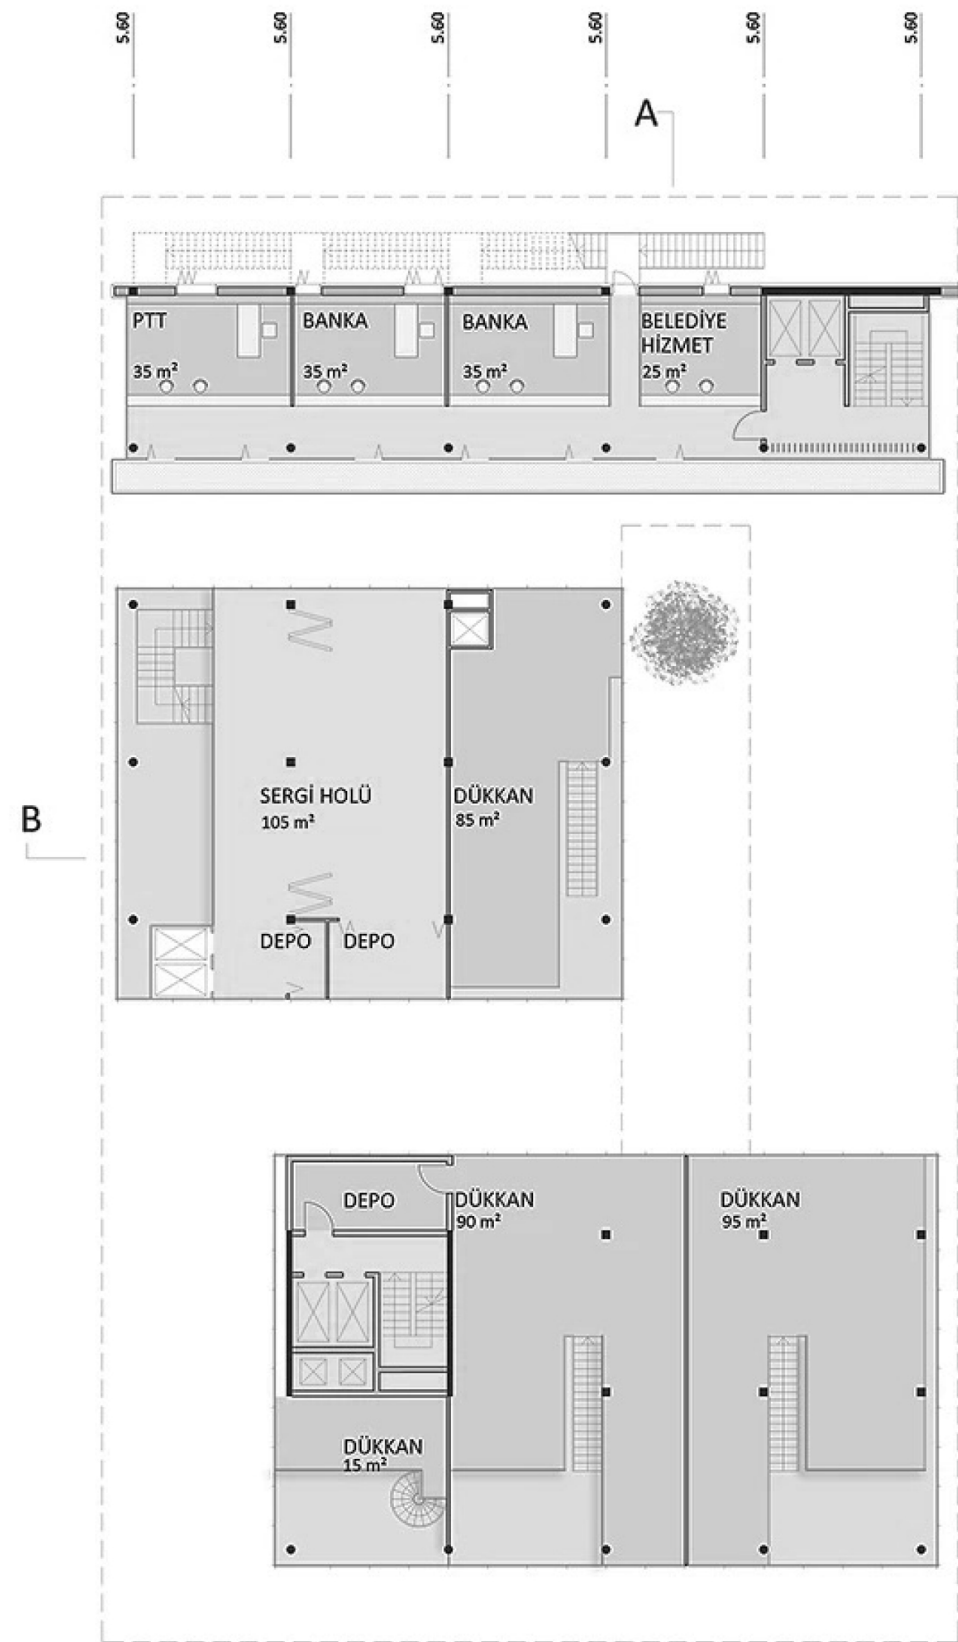 5.60
5.60
5.60
5.60
5.60
5.60
A
PTT
35 m²
BANKA
35 m²
BANKA
35 m²
BELEDİYE
HİZMET
25 m²
SERGİ HOLÜ
105 m²
DÜKKAN
85 m²
B
DEPO
DEPO
DEPO
DÜKKAN
90 m²
DÜKKAN
95 m²
DÜKKAN
15 m²